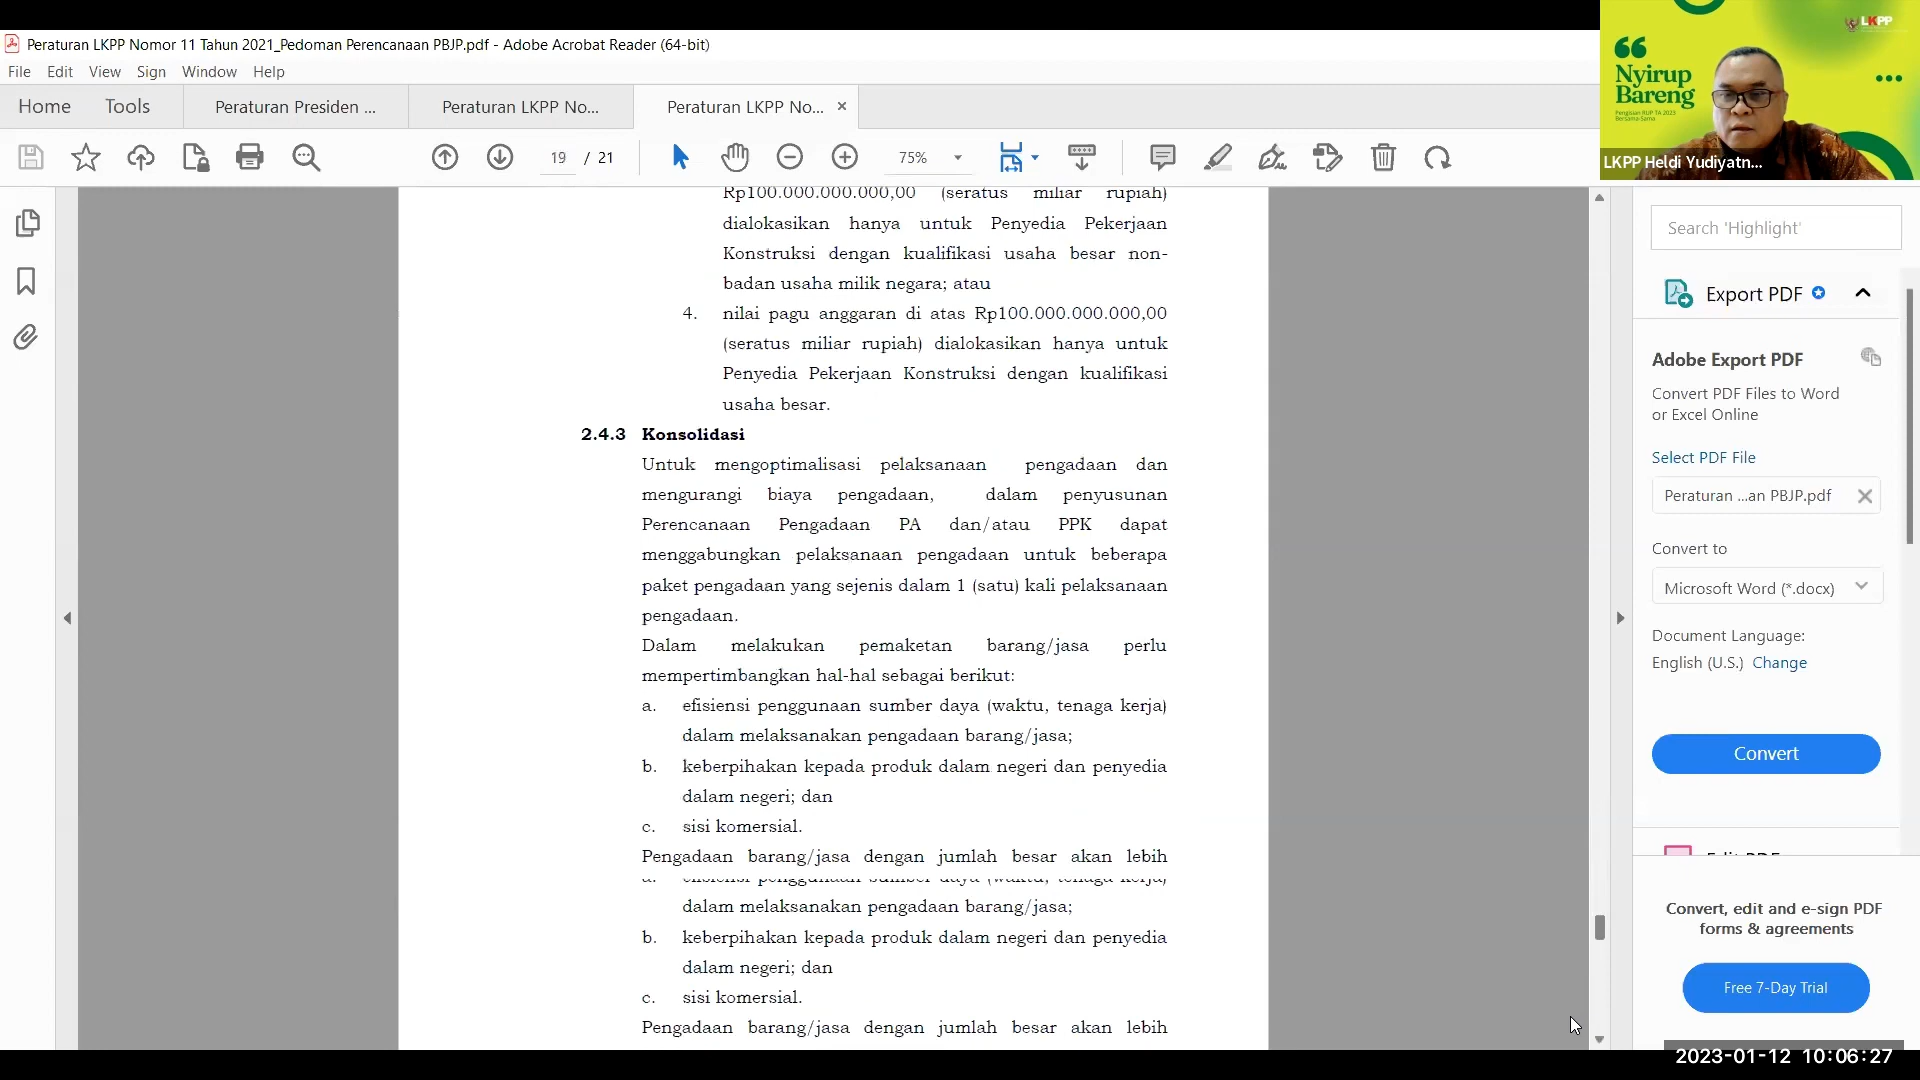 Peraturan LKPP Nomor 11 Tahun 2021_Pedoman Perencanaan PBJP.pdf - Adobe Acrobat Reader (64-bit)
File Edit View Sign Window Help
Home Tools Peraturan Presiden ... Peraturan LKPP No... Peraturan LKPP No... ×
19 / 21 75%
Rp100.000.000.000,00 (seratus miliar rupiah)
dialokasikan hanya untuk Penyedia Pekerjaan
Konstruksi dengan kualifikasi usaha besar non-
badan usaha milik negara; atau
4. nilai pagu anggaran di atas Rp100.000.000.000,00
(seratus miliar rupiah) dialokasikan hanya untuk
Penyedia Pekerjaan Konstruksi dengan kualifikasi
usaha besar.
2.4.3 Konsolidasi
Untuk mengoptimalisasi pelaksanaan pengadaan dan
mengurangi biaya pengadaan, dalam penyusunan
Perencanaan Pengadaan PA dan/atau PPK dapat
menggabungkan pelaksanaan pengadaan untuk beberapa
paket pengadaan yang sejenis dalam 1 (satu) kali pelaksanaan
pengadaan.
Dalam melakukan pemaketan barang/jasa perlu
mempertimbangkan hal-hal sebagai berikut:
a. efisiensi penggunaan sumber daya (waktu, tenaga kerja)
dalam melaksanakan pengadaan barang/jasa;
b. keberpihakan kepada produk dalam negeri dan penyedia
dalam negeri; dan
c. sisi komersial.
Pengadaan barang/jasa dengan jumlah besar akan lebih
a. efisiensi penggunaan sumber daya (waktu, tenaga kerja)
dalam melaksanakan pengadaan barang/jasa;
b. keberpihakan kepada produk dalam negeri dan penyedia
dalam negeri; dan
c. sisi komersial.
Pengadaan barang/jasa dengan jumlah besar akan lebih
LKPP
Nyirup
Bareng
Pengisian RUP TA 2023
Bersama-Sama
LKPP Heldi Yudiyatn...
Search 'Highlight'
Export PDF
Adobe Export PDF
Convert PDF Files to Word
or Excel Online
Select PDF File
Peraturan ...an PBJP.pdf
Convert to
Microsoft Word (*.docx)
Document Language:
English (U.S.) Change
Convert
Edit PDF
Convert, edit and e-sign PDF
forms & agreements
Free 7-Day Trial
2023-01-12 10:06:27